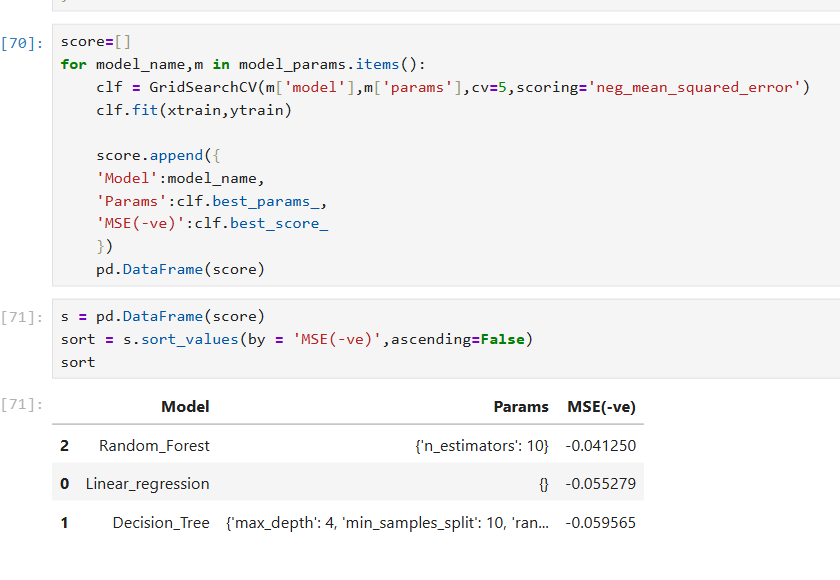 [70]:
score=[]
for model_name,m in model_params.items():
    clf = GridSearchCV(m['model'],m['params'],cv=5,scoring='neg_mean_squared_error')
    clf.fit(xtrain,ytrain)
    score.append({
    'Model':model_name,
    'Params':clf.best_params_,
    'MSE(-ve)':clf.best_score_
    })
    pd.DataFrame(score)
[71]:
s = pd.DataFrame(score)
sort = s.sort_values(by = 'MSE(-ve)',ascending=False)
sort
[71]:
Model Params MSE(-ve)
2 Random_Forest {'n_estimators': 10} -0.041250
0 Linear_regression {} -0.055279
1 Decision_Tree {'max_depth': 4, 'min_samples_split': 10, 'ran... -0.059565